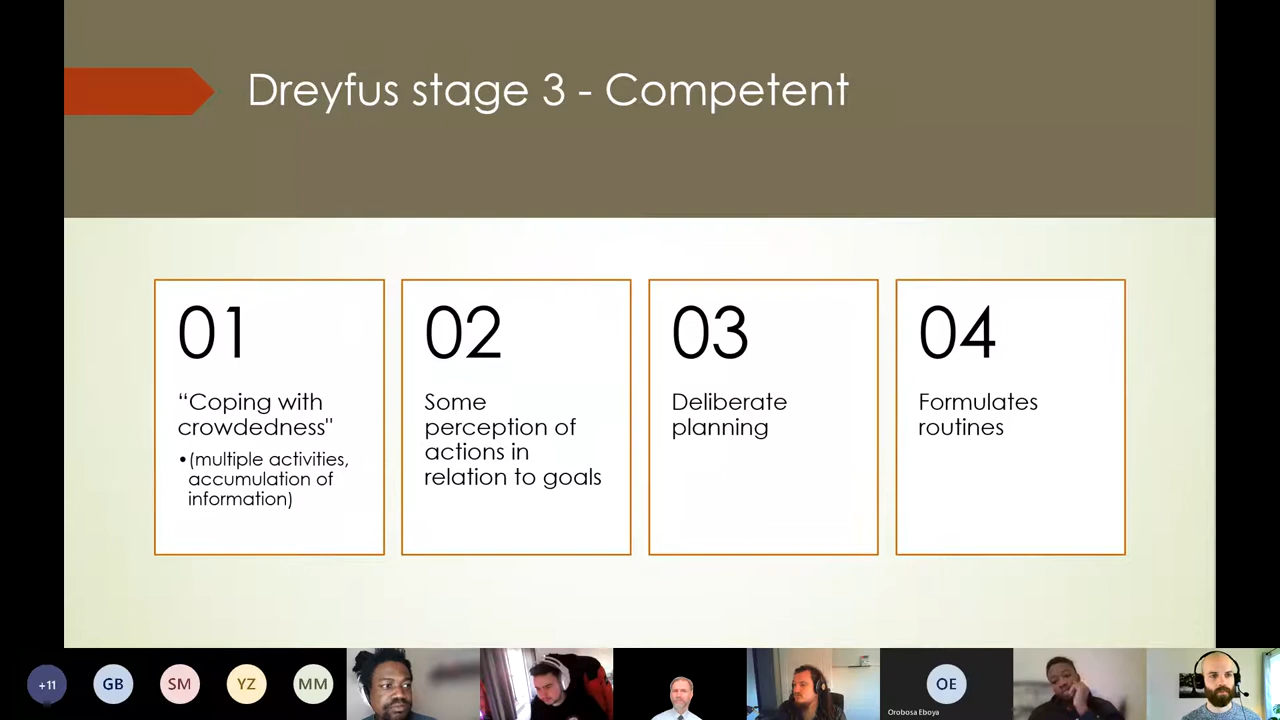 Dreyfus stage 3 - Competent
01
“Coping with
crowdedness"
•(multiple activities,
accumulation of
information)
02
Some
perception of
actions in
relation to goals
03
Deliberate
planning
04
Formulates
routines
+11
GB
SM
YZ
MM
OE
Orobosa Eboya